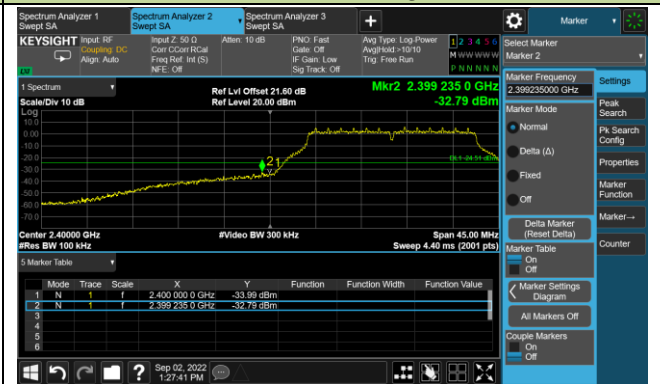 Spectrum Analyzer 1
Swept SA
Spectrum Analyzer 2
Swept SA
Spectrum Analyzer 3
Swept SA
+
Marker
KEYSIGHT
Input: RF
Coupling: DC
Align: Auto
Input Z: 50 Ω
Corr CCorr RCal
Freq Ref: Int (S)
NFE: Off
Atten: 10 dB
PNO: Fast
Gate: Off
IF Gain: Low
Sig Track: Off
Avg Type: Log-Power
Avg|Hold:>10/10
Trig: Free Run
1 2 3 4 5 6
M W W W W W
P N N N N N
Select Marker
Marker 2
1 Spectrum
Scale/Div 10 dB
Log
Ref Lvl Offset 21.60 dB
Ref Level 20.00 dBm
Mkr2 2.399 235 0 GHz
-32.79 dBm
10.0
0.00
-10.0
-20.0
-30.0
-40.0
-50.0
-60.0
-70.0
2
1
DL1 -24.51 dBm
Center 2.40000 GHz
#Res BW 100 kHz
#Video BW 300 kHz
Span 45.00 MHz
Sweep 4.40 ms (2001 pts)
5 Marker Table
Mode Trace Scale X Y Function Function Width Function Value
1 N 1 f 2.400 000 0 GHz -33.99 dBm
2 N 1 f 2.399 235 0 GHz -32.79 dBm
3
4
5
6
Sep 02, 2022
1:27:41 PM
Marker Frequency
2.399235000 GHz
Marker Mode
Normal
Delta (Δ)
Fixed
Off
Delta Marker
(Reset Delta)
Marker Table
On
Off
Marker Settings
Diagram
All Markers Off
Couple Markers
On
Off
Settings
Peak
Search
Pk Search
Config
Properties
Marker
Function
Marker→
Counter